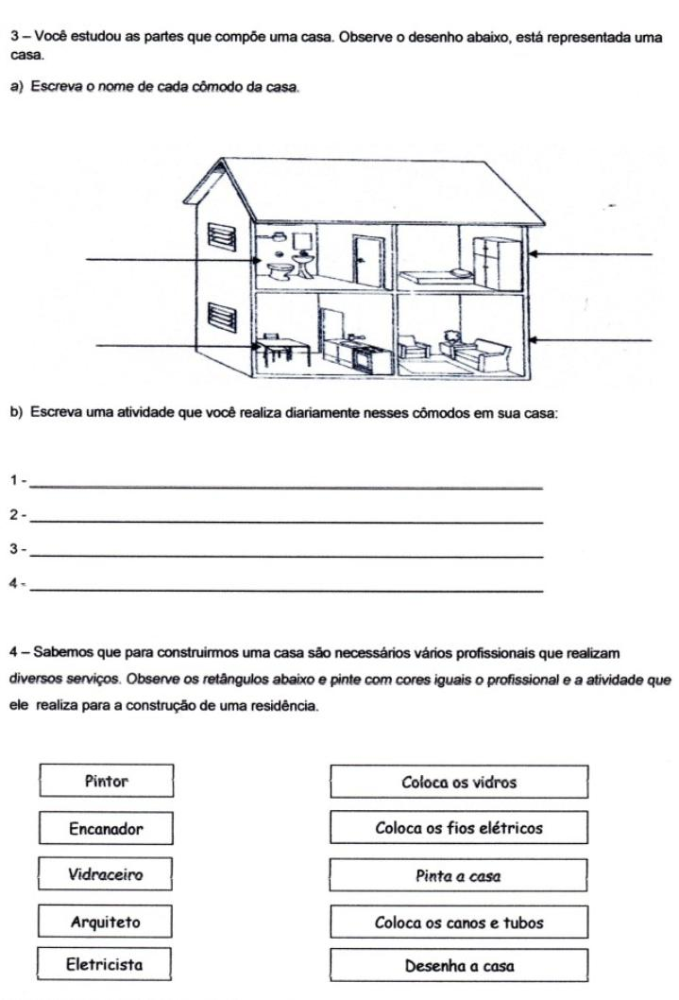 3 – Você estudou as partes que compõe uma casa. Observe o desenho abaixo, está representada uma
casa.
a) Escreva o nome de cada cômodo da casa.
b) Escreva uma atividade que você realiza diariamente nesses cômodos em sua casa:
1 -
2 -
3 -
4 -
4 – Sabemos que para construirmos uma casa são necessários vários profissionais que realizam
diversos serviços. Observe os retângulos abaixo e pinte com cores iguais o profissional e a atividade que
ele realiza para a construção de uma residência.
Pintor
Coloca os vidros
Encanador
Coloca os fios elétricos
Vidraceiro
Pinta a casa
Arquiteto
Coloca os canos e tubos
Eletricista
Desenha a casa